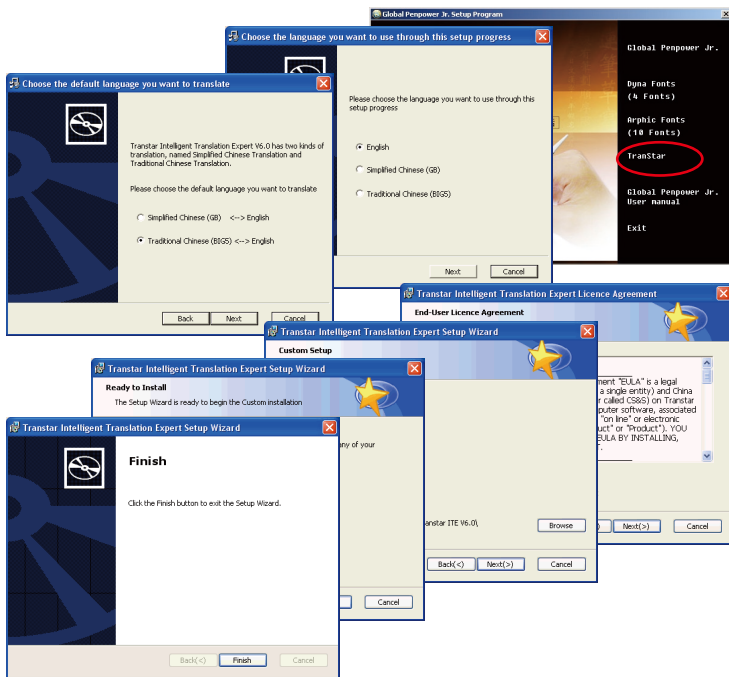 Global Penpower Jr. Setup Program
Global Penpower Jr.
Dyna Fonts
(4 Fonts)
Arphic Fonts
(10 Fonts)
TranStar
Global Penpower Jr.
User manual
Exit
Choose the language you want to use through this setup progress
Please choose the language you want to use through this
setup progress
English
Simplified Chinese (GB)
Traditional Chinese (BIG5)
Next
Cancel
Choose the default language you want to translate
Transtar Intelligent Translation Expert V6.0 has two kinds of
translation, named Simplified Chinese Translation and
Traditional Chinese Translation.
Please choose the default language you want to translate
Simplified Chinese (GB) <--> English
Traditional Chinese (BIG5) <--> English
Back
Next
Cancel
Transtar Intelligent Translation Expert Licence Agreement
End-User Licence Agreement
ment "EULA" is a legal
a single entity) and China
r called CS&S) on Transtar
puter software, associated
"on line" or electronic
uct" or "Product"). YOU
EULA BY INSTALLING,
Next(>)
Cancel
Transtar Intelligent Translation Expert Setup Wizard
Custom Setup
anstar ITE V6.0\
Browse
Back(<)
Next(>)
Cancel
Transtar Intelligent Translation Expert Setup Wizard
Ready to Install
The Setup Wizard is ready to begin the Custom installation
any of your
Cancel
Transtar Intelligent Translation Expert Setup Wizard
Finish
Click the Finish button to exit the Setup Wizard.
Back(<)
Finish
Cancel